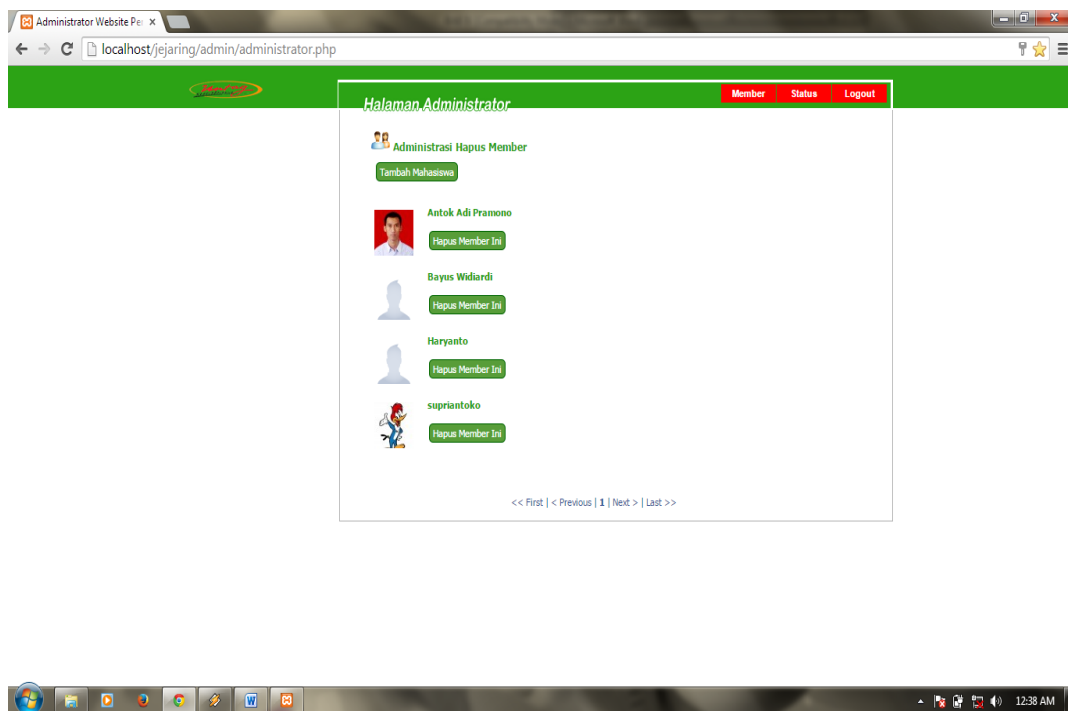 Administrator Website Per
localhost/jejaring/admin/administrator.php
Halaman Administrator
Member Status Logout
Administrasi Hapus Member
Tambah Mahasiswa
Antok Adi Pramono
Hapus Member Ini
Bayus Widiardi
Hapus Member Ini
Haryanto
Hapus Member Ini
supriantoko
Hapus Member Ini
<< First | < Previous | 1 | Next > | Last >>
12:38 AM